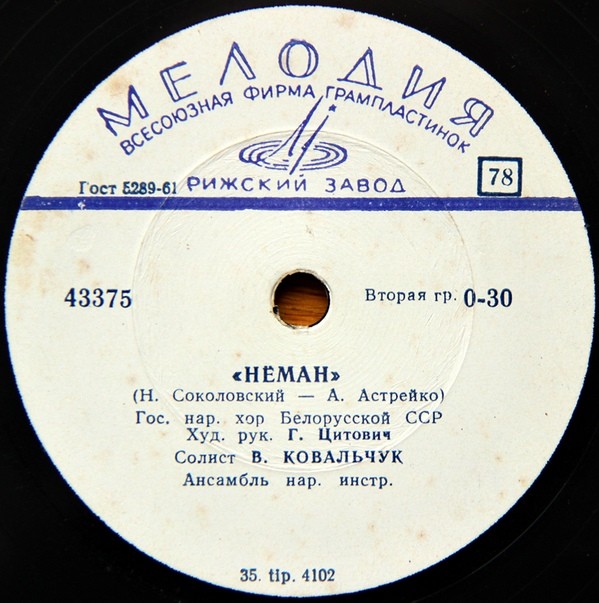 МЕЛОДИЯ
ВСЕСОЮЗНАЯ ФИРМА ГРАМПЛАСТИНОК
Гост 5289-61
РИЖСКИЙ ЗАВОД
78
43375
Вторая гр. 0-30
«НЁМАН»
(Н. Соколовский — А. Астрейко)
Гос. нар. хор Белорусской ССР
Худ. рук. Г. Цитович
Солист В. КОВАЛЬЧУК
Ансамбль нар. инстр.
35. tip. 4102